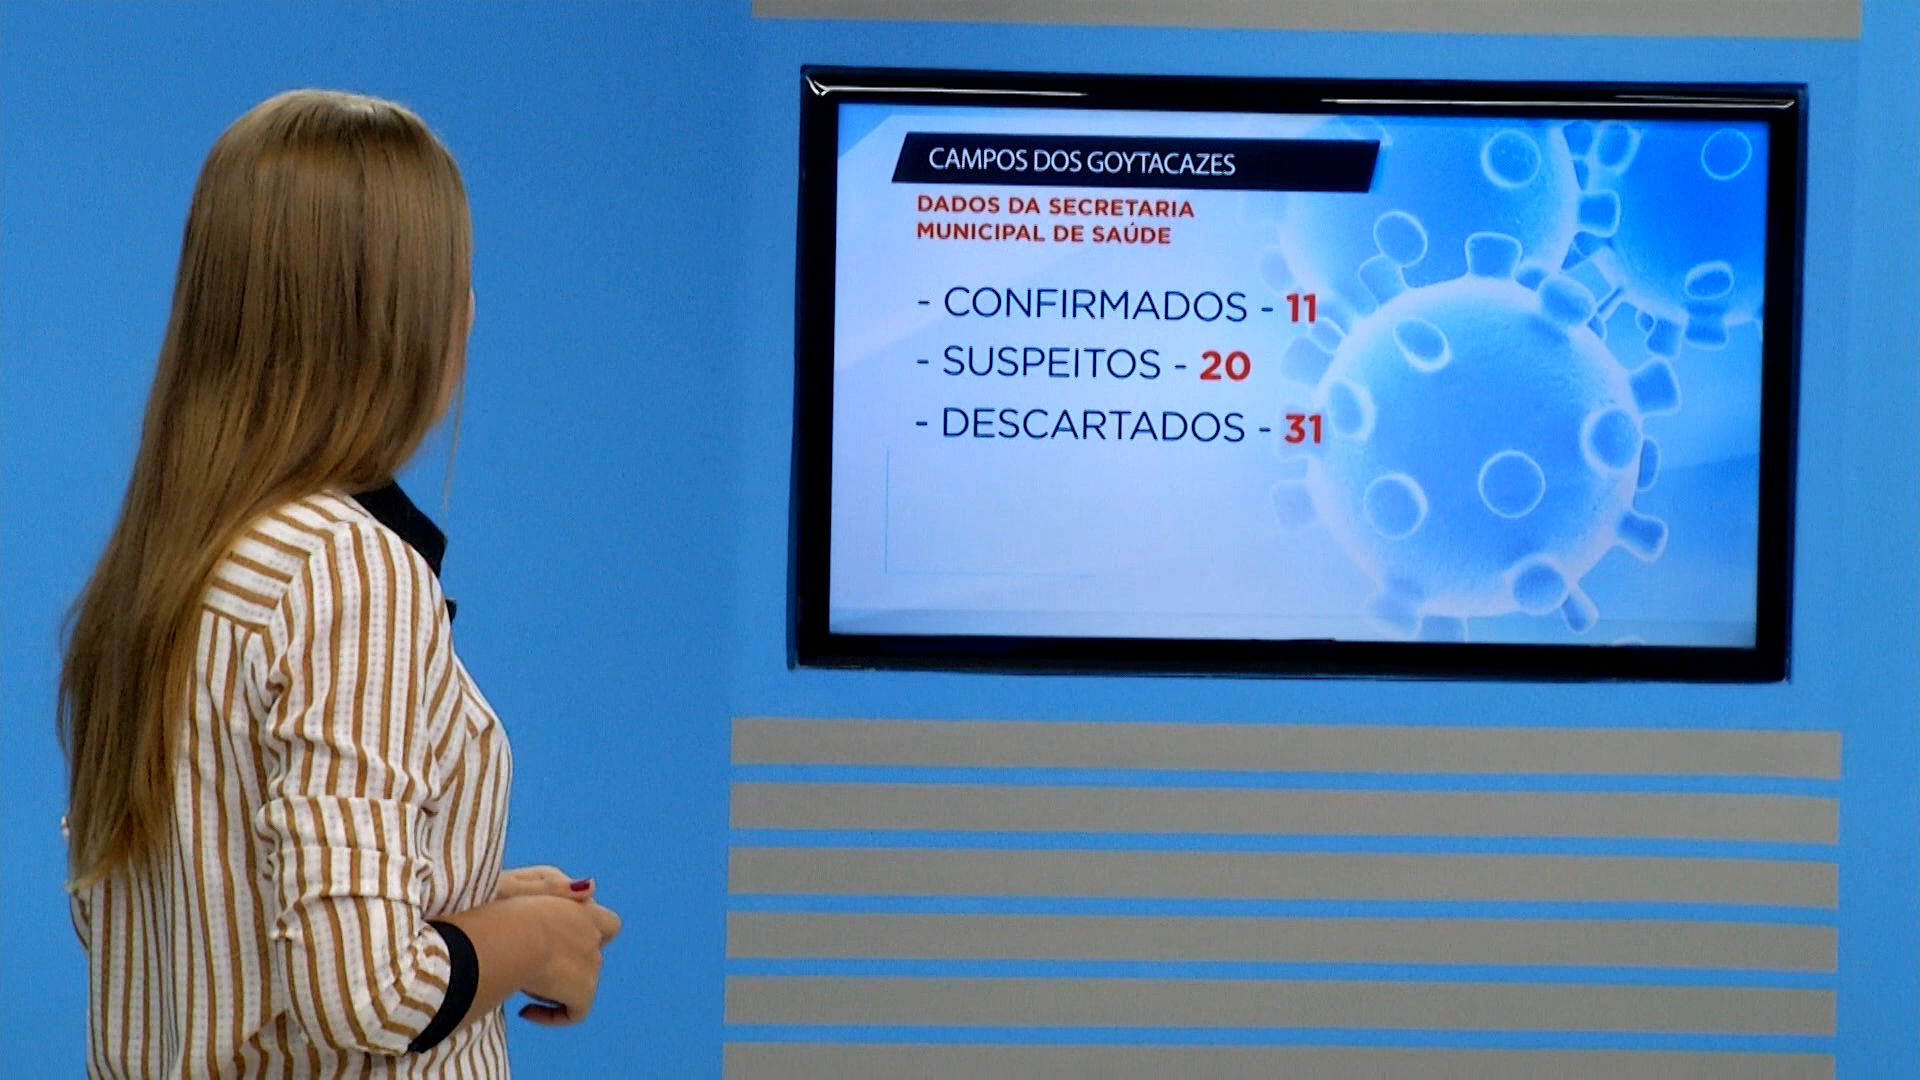 CAMPOS DOS GOYTACAZES
DADOS DA SECRETARIA
MUNICIPAL DE SAÚDE
- CONFIRMADOS - 11
- SUSPEITOS - 20
- DESCARTADOS - 31